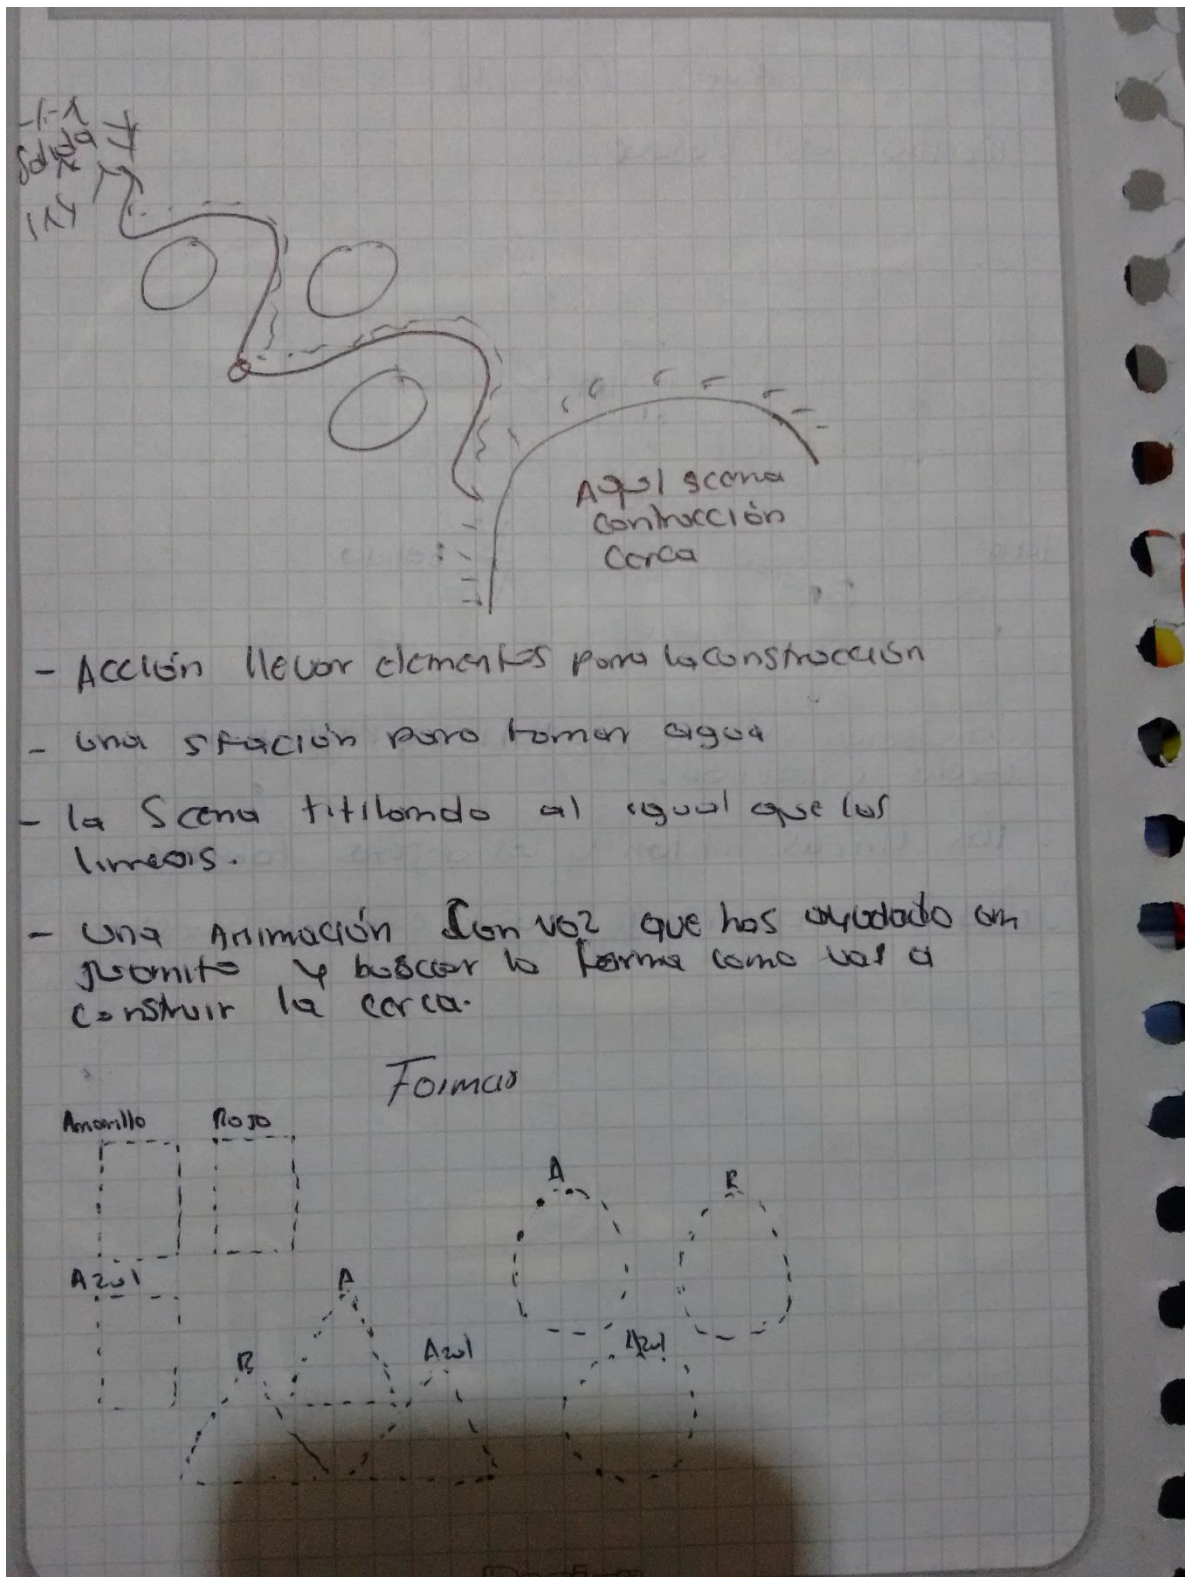 Salida
Aquí scena
contrucción
Cerca
- Acción llevar elementos para la construcción
- una stación para tomar agua
- la Scena titilando al igual que las
lineas.
- una Animación Con voz que has ayudado an
juanito y buscar la forma como vas a
construir la cerca.
Formas
Amarillo Rojo
A R
Azul
A
R Azul Azul